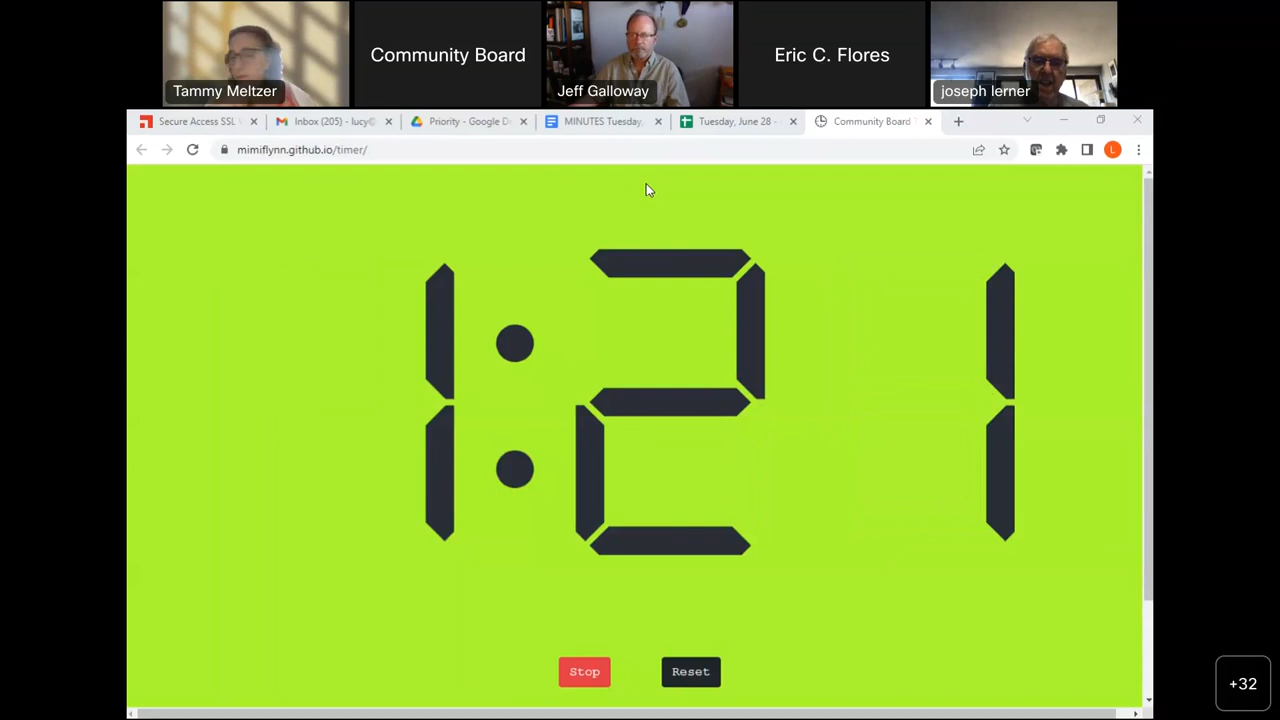 Tammy Meltzer
Community Board
Jeff Galloway
Eric C. Flores
joseph lerner
Secure Access SSL
Inbox (205) - lucy@
Priority - Google D
MINUTES Tuesday,
Tuesday, June 28 -
Community Board
mimiflynn.github.io/timer/
L
1:21
Stop
Reset
+32